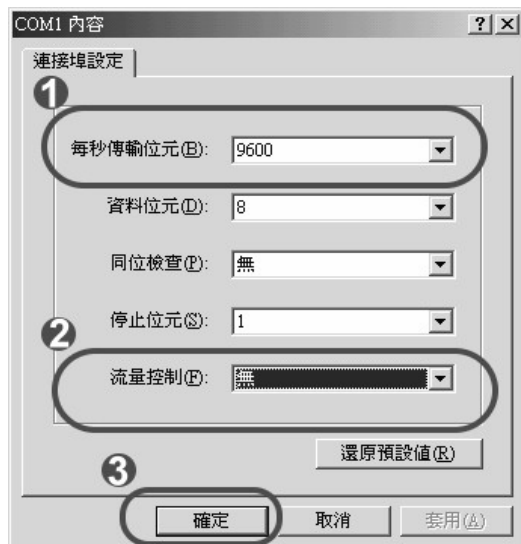 COM1 內容
連接埠設定
1
每秒傳輸位元(B): 9600
資料位元(D): 8
同位檢查(P): 無
停止位元(S): 1
2
流量控制(F): 無
還原預設值(R)
3
確定 取消 套用(A)